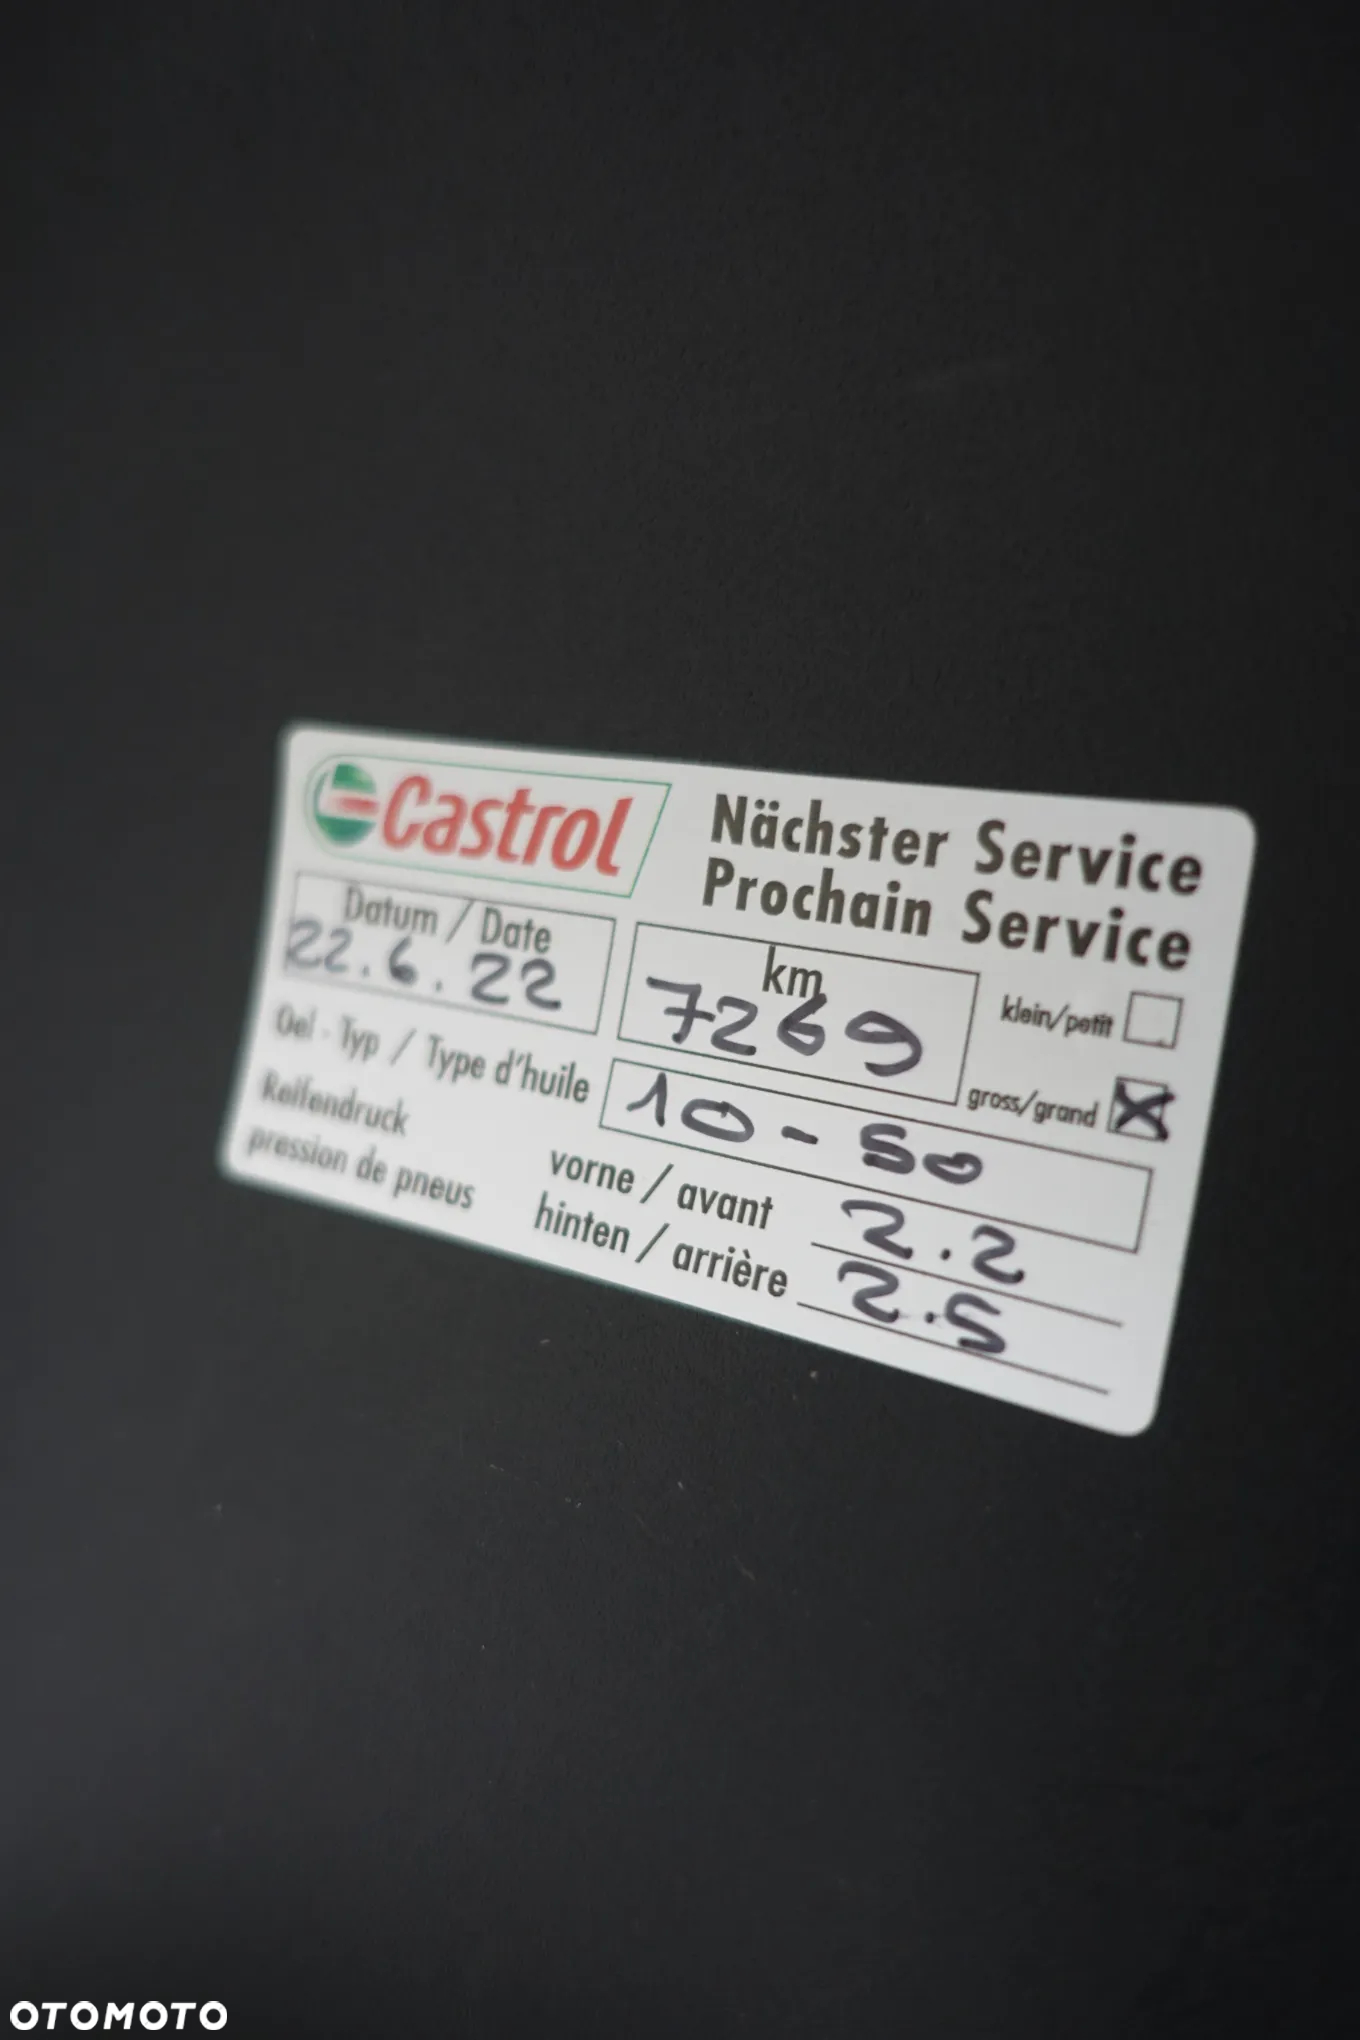 Castrol
Nächster Service
Prochain Service
Datum / Date
22.6.22
km
7269
klein/petit
gross/grand
Oel - Typ / Type d'huile
10-50
Reifendruck
pression de pneus
vorne / avant
2.2
hinten / arrière
2.5
OTOMOTO